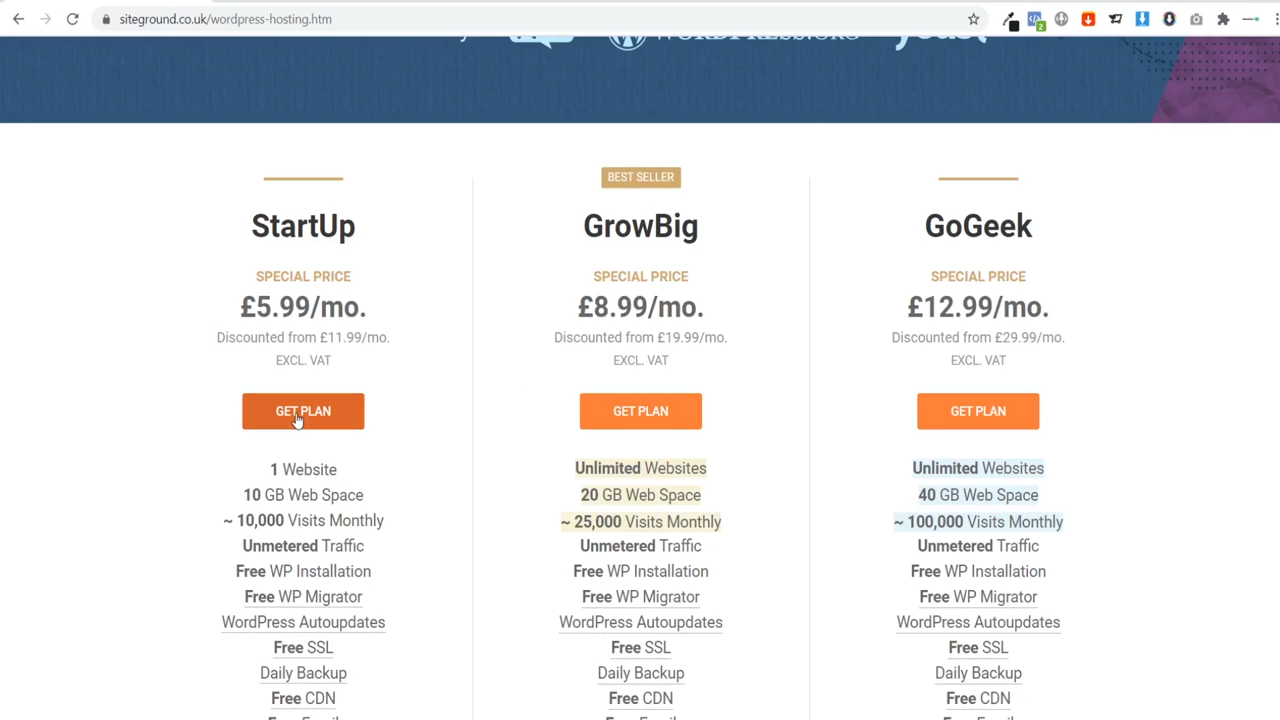 siteground.co.uk/wordpress-hosting.htm
2
WORDPRESS.ORG
StartUp
SPECIAL PRICE
£5.99/mo.
Discounted from £11.99/mo.
EXCL. VAT
GET PLAN
1 Website
10 GB Web Space
~ 10,000 Visits Monthly
Unmetered Traffic
Free WP Installation
Free WP Migrator
WordPress Autoupdates
Free SSL
Daily Backup
Free CDN
BEST SELLER
GrowBig
SPECIAL PRICE
£8.99/mo.
Discounted from £19.99/mo.
EXCL. VAT
GET PLAN
Unlimited Websites
20 GB Web Space
~ 25,000 Visits Monthly
Unmetered Traffic
Free WP Installation
Free WP Migrator
WordPress Autoupdates
Free SSL
Daily Backup
Free CDN
GoGeek
SPECIAL PRICE
£12.99/mo.
Discounted from £29.99/mo.
EXCL. VAT
GET PLAN
Unlimited Websites
40 GB Web Space
~ 100,000 Visits Monthly
Unmetered Traffic
Free WP Installation
Free WP Migrator
WordPress Autoupdates
Free SSL
Daily Backup
Free CDN